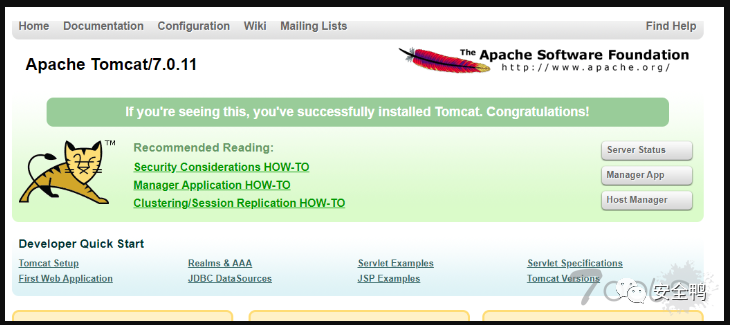 Home Documentation Configuration Wiki Mailing Lists Find Help
Apache Tomcat/7.0.11
The Apache Software Foundation
http://www.apache.org/
If you're seeing this, you've successfully installed Tomcat. Congratulations!
TM
Recommended Reading:
Security Considerations HOW-TO
Manager Application HOW-TO
Clustering/Session Replication HOW-TO
Server Status
Manager App
Host Manager
Developer Quick Start
Tomcat Setup Realms & AAA Servlet Examples Servlet Specifications
First Web Application JDBC DataSources JSP Examples Tomcat Versions
安全鸭